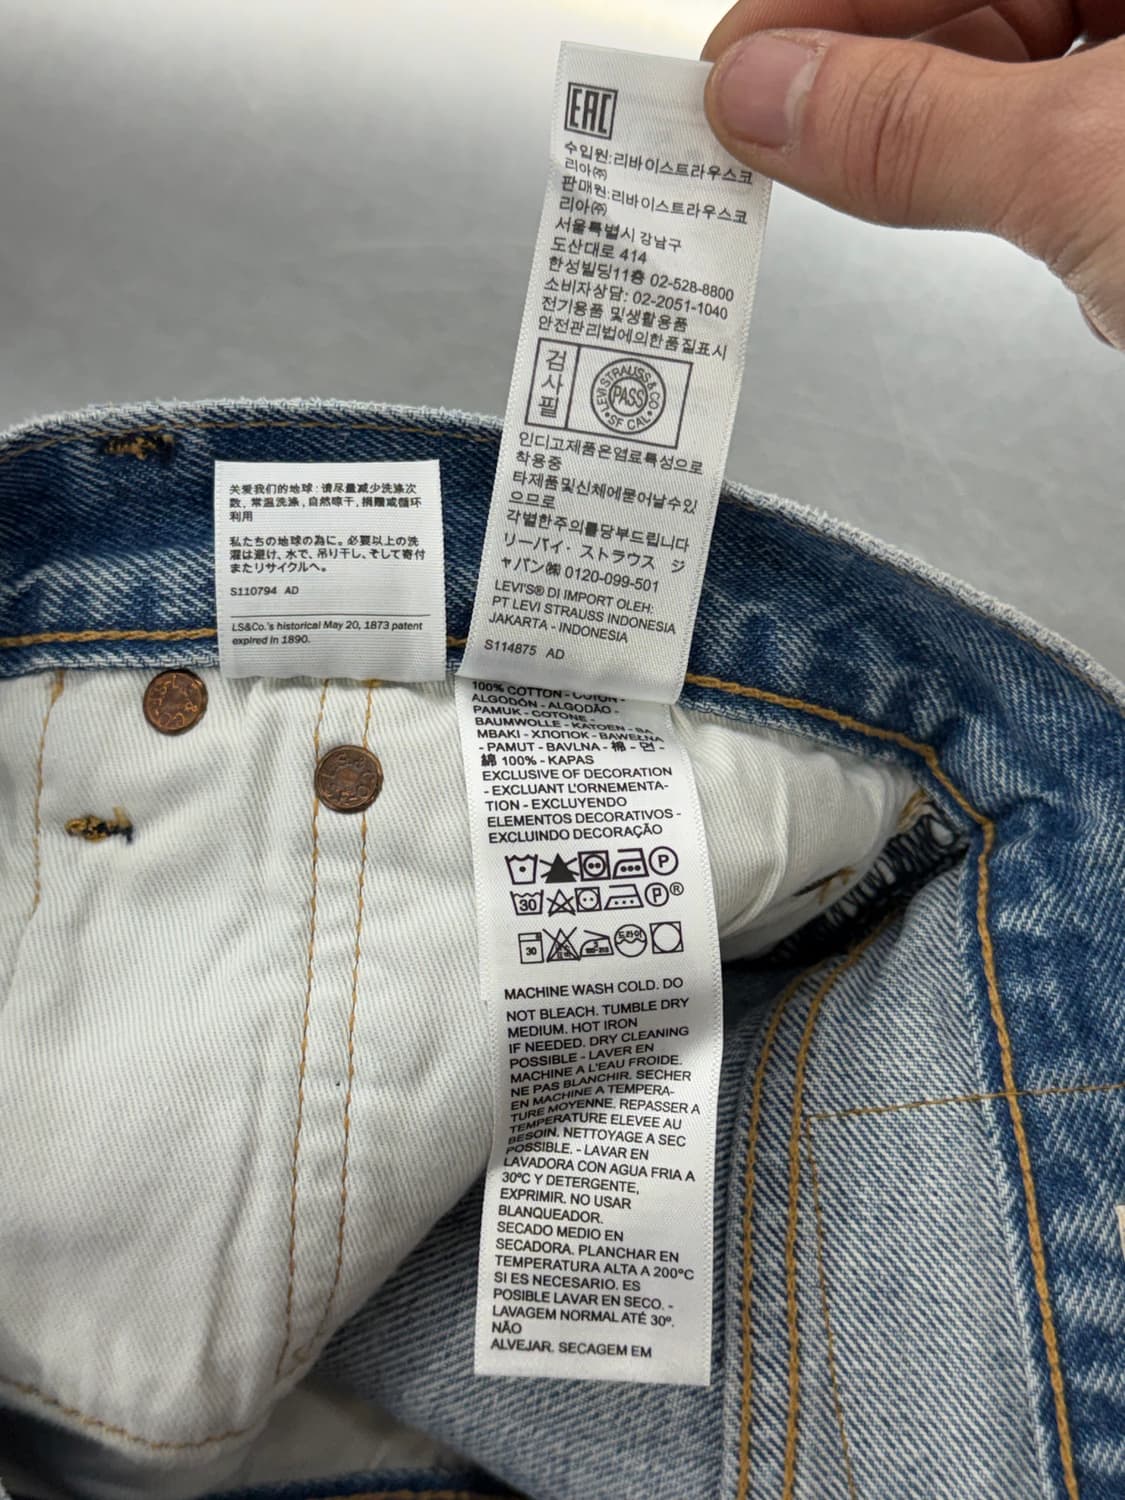 EAC
수입원:리바이스트라우스코
리아㈜
판매원:리바이스트라우스코
리아㈜
서울특별시 강남구
도산대로 414
한성빌딩11층 02-528-8800
소비자상담: 02-2051-1040
전기용품 및생활용품
안전관리법에의한품질표시
검사필
LEVI STRAUSS & CO
PASS
SF CAL
인디고제품은염료특성으로
착용중
타제품및신체에묻어날수있
으므로
각별한주의를당부드립니다
リーバイ・ストラウス ジ
ャパン㈱ 0120-099-501
LEVI'S® DI IMPORT OLEH:
PT LEVI STRAUSS INDONESIA
JAKARTA - INDONESIA
S114875 AD
关爱我们的地球：请尽量减少洗涤次
数，常温洗涤，自然晾干，捐赠或循环
利用
私たちの地球の為に。必要以上の洗
濯は避け、水で、吊り干し、そして寄付
またリサイクルへ。
S110794 AD
LS&Co.'s historical May 20, 1873 patent
expired in 1890.
100% COTTON - COTON -
ALGODÓN - ALGODÃO -
PAMUK - COTONE -
BAUMWOLLE - KATOEN - BA
MBAKI - ХЛОПОК - BAWEŁNA
- PAMUT - BAVLNA - 棉 - 면 -
綿 100% - KAPAS
EXCLUSIVE OF DECORATION
- EXCLUANT L'ORNEMENTA-
TION - EXCLUYENDO
ELEMENTOS DECORATIVOS -
EXCLUINDO DECORAÇÃO
P
30 P®
30 드라이
MACHINE WASH COLD. DO
NOT BLEACH. TUMBLE DRY
MEDIUM. HOT IRON
IF NEEDED. DRY CLEANING
POSSIBLE - LAVER EN
MACHINE A L'EAU FROIDE.
NE PAS BLANCHIR. SECHER
EN MACHINE A TEMPERA-
TURE MOYENNE. REPASSER A
TEMPERATURE ELEVEE AU
BESOIN. NETTOYAGE A SEC
POSSIBLE. - LAVAR EN
LAVADORA CON AGUA FRIA A
30ºC Y DETERGENTE,
EXPRIMIR. NO USAR
BLANQUEADOR.
SECADO MEDIO EN
SECADORA. PLANCHAR EN
TEMPERATURA ALTA A 200ºC
SI ES NECESARIO. ES
POSIBLE LAVAR EN SECO. -
LAVAGEM NORMAL ATÉ 30º.
NÃO
ALVEJAR. SECAGEM EM